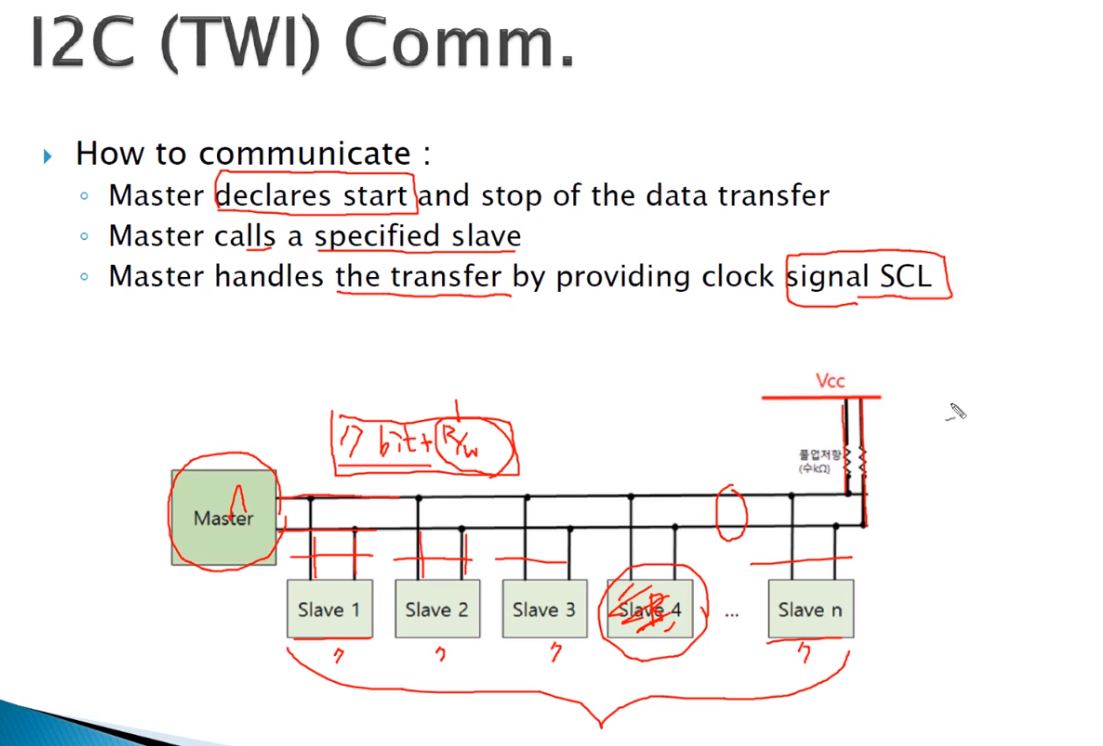 I2C (TWI) Comm.
How to communicate :
Master declares start and stop of the data transfer
Master calls a specified slave
Master handles the transfer by providing clock signal SCL
Vcc
7 bit + R/W
풀업저항
(수kΩ)
Master
Slave 1
Slave 2
Slave 3
Slave 4
...
Slave n
7
7
7
7